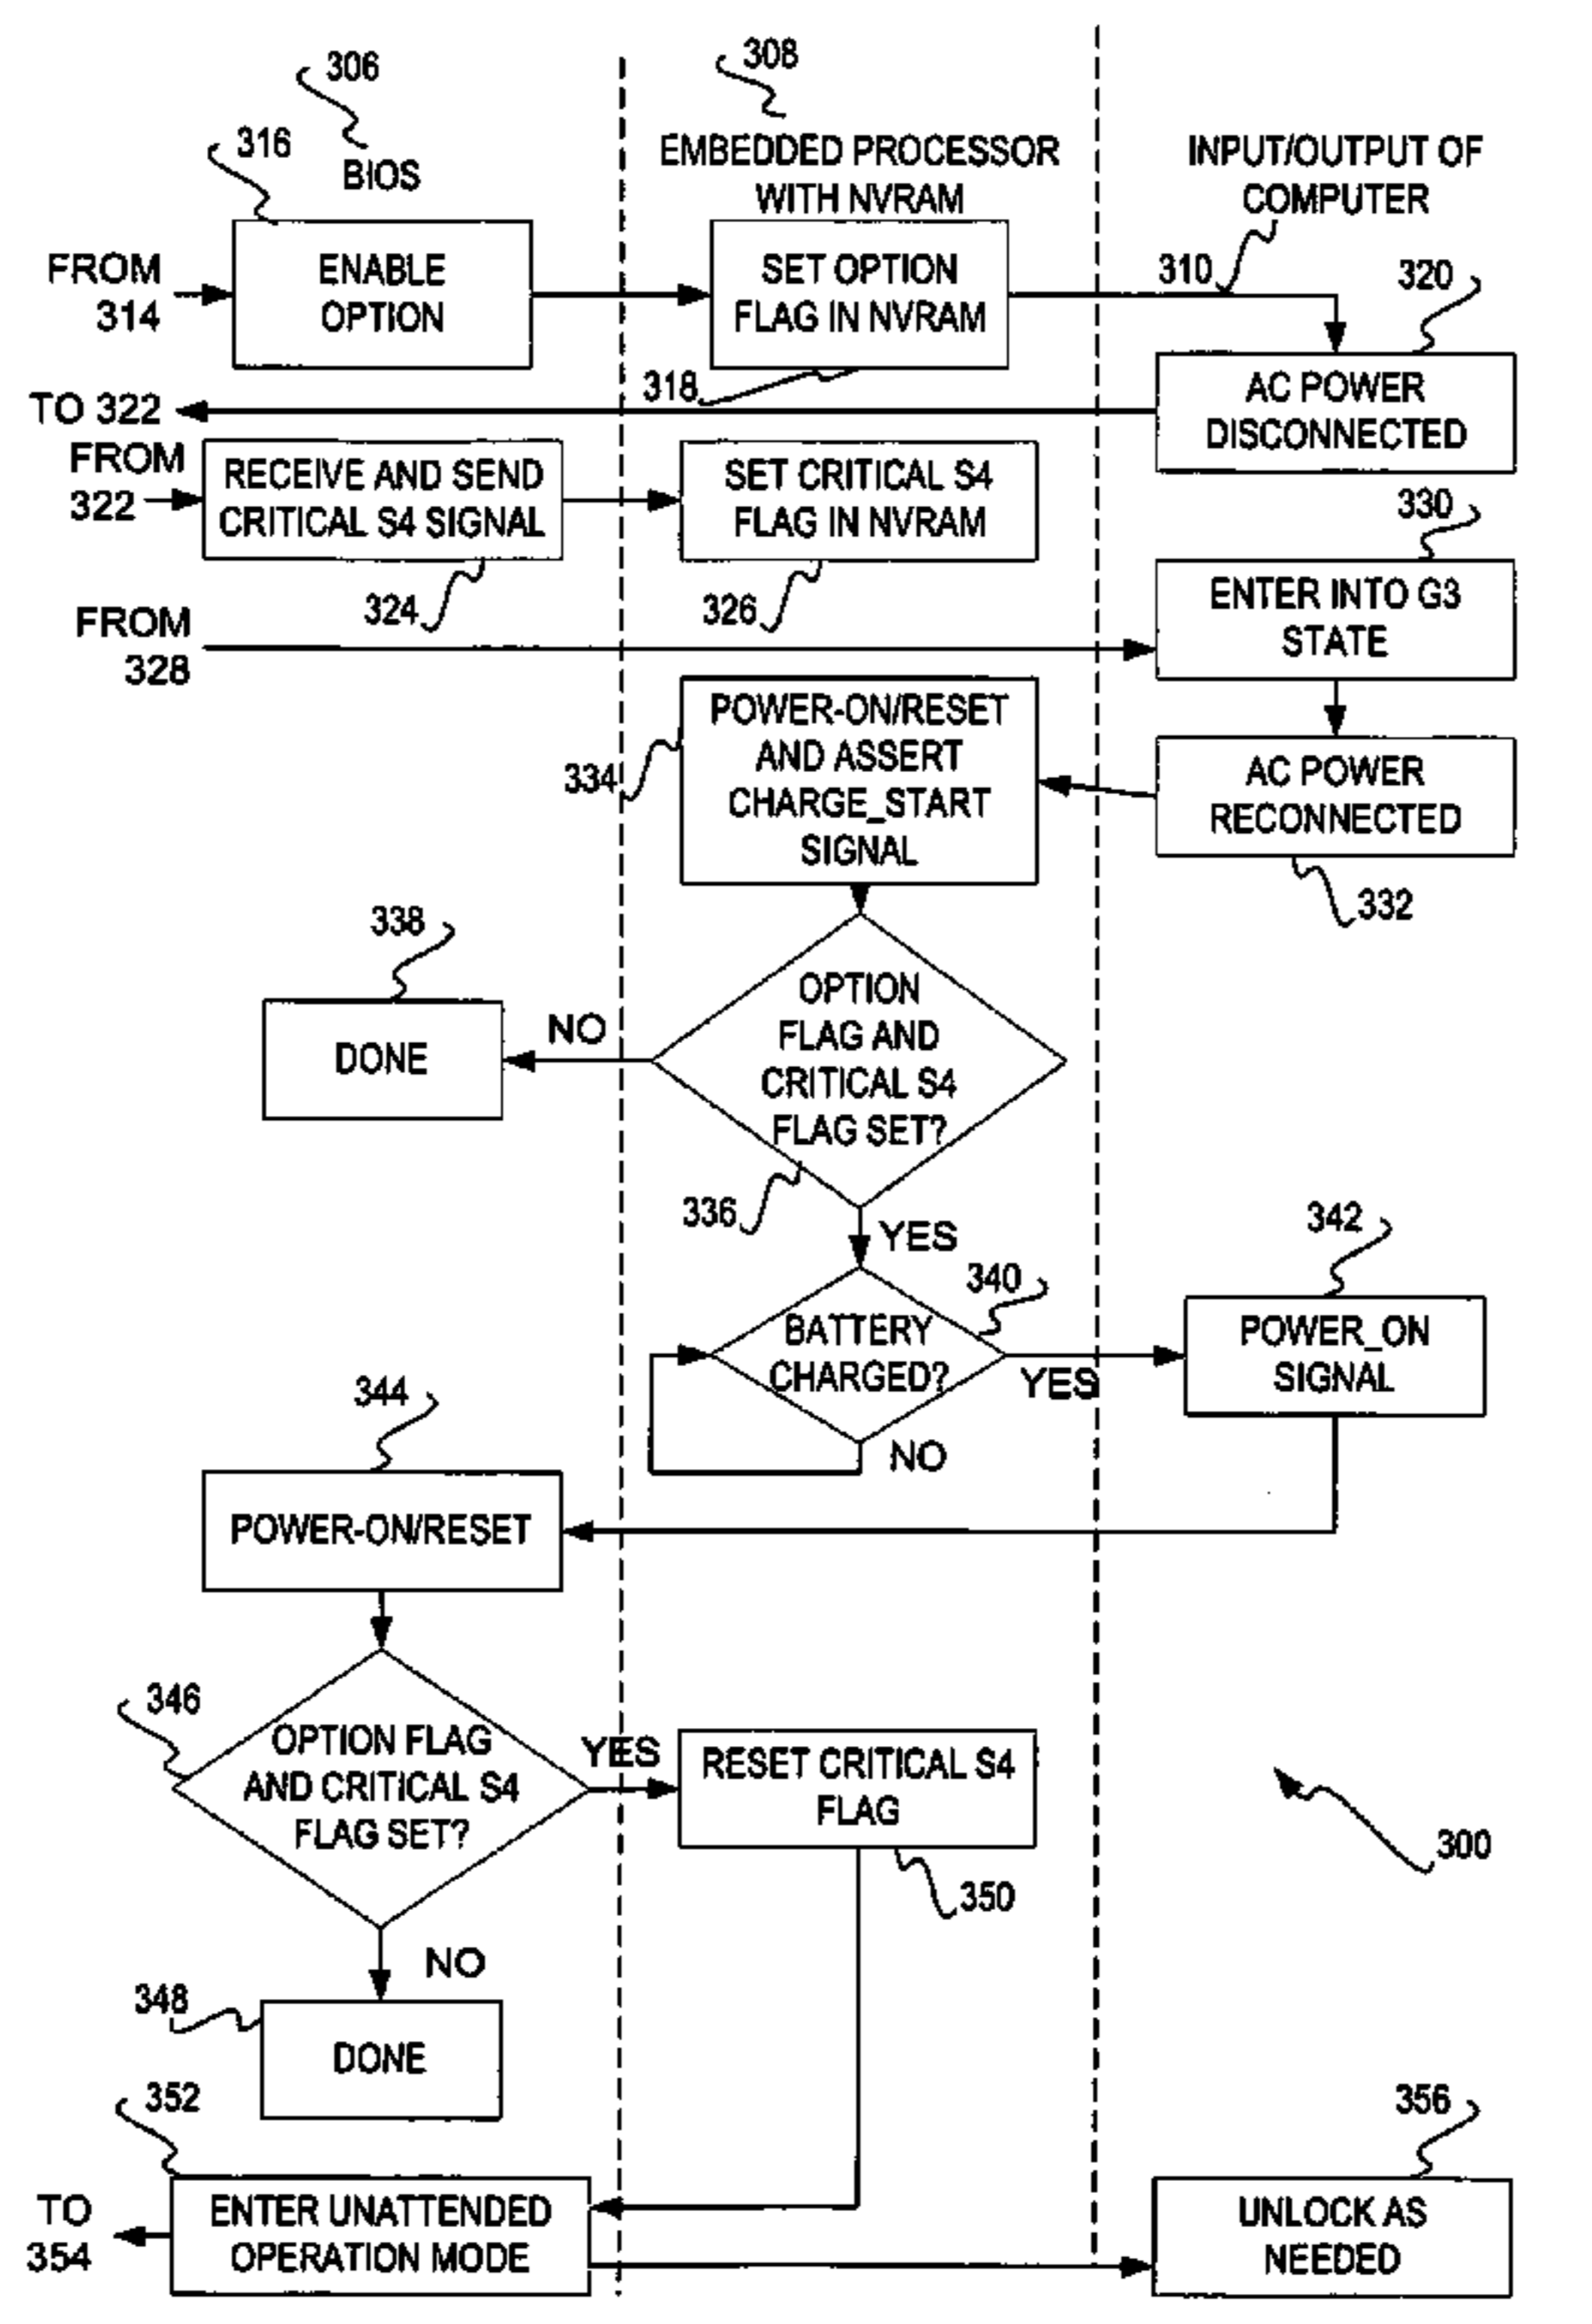 306
308
316
BIOS
EMBEDDED PROCESSOR
WITH NVRAM
INPUT/OUTPUT OF
COMPUTER
FROM
314
ENABLE
OPTION
SET OPTION
FLAG IN NVRAM
310
320
318
AC POWER
DISCONNECTED
TO 322
FROM
322
RECEIVE AND SEND
CRITICAL S4 SIGNAL
SET CRITICAL S4
FLAG IN NVRAM
330
324
326
ENTER INTO G3
STATE
FROM
328
POWER-ON/RESET
AND ASSERT
CHARGE_START
SIGNAL
334
AC POWER
RECONNECTED
332
338
DONE
NO
OPTION
FLAG AND
CRITICAL S4
FLAG SET?
336
YES
340
342
BATTERY
CHARGED?
YES
NO
POWER_ON
SIGNAL
344
POWER-ON/RESET
346
OPTION FLAG
AND CRITICAL S4
FLAG SET?
YES
RESET CRITICAL S4
FLAG
300
350
NO
348
DONE
352
356
TO
354
ENTER UNATTENDED
OPERATION MODE
UNLOCK AS
NEEDED